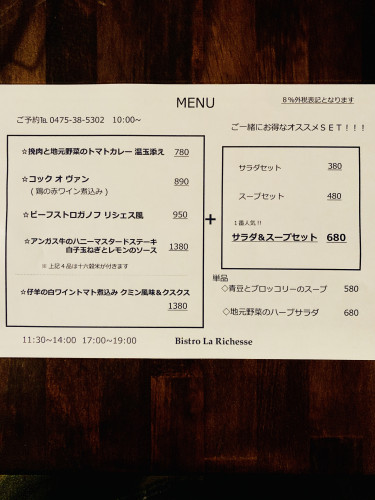 MENU
８％外税表記となります
ご予約℡ 0475-38-5302 10:00~
ご一緒にお得なオススメＳＥＴ！！！
☆挽肉と地元野菜のトマトカレー 温玉添え 780
☆コック オ ヴァン 890
(鶏の赤ワイン煮込み)
☆ビーフストロガノフ リシェス風 950
☆アンガス牛のハニーマスタードステーキ
白子玉ねぎとレモンのソース 1380
※ 上記４品は十六穀米が付きます
☆仔羊の白ワイントマト煮込み クミン風味＆クスクス
1380
+
サラダセット 380
スープセット 480
１番人気!!
サラダ＆スープセット 680
単品
◇青豆とブロッコリーのスープ 580
◇地元野菜のハーブサラダ 680
11:30~14:00 17:00~19:00 Bistro La Richesse